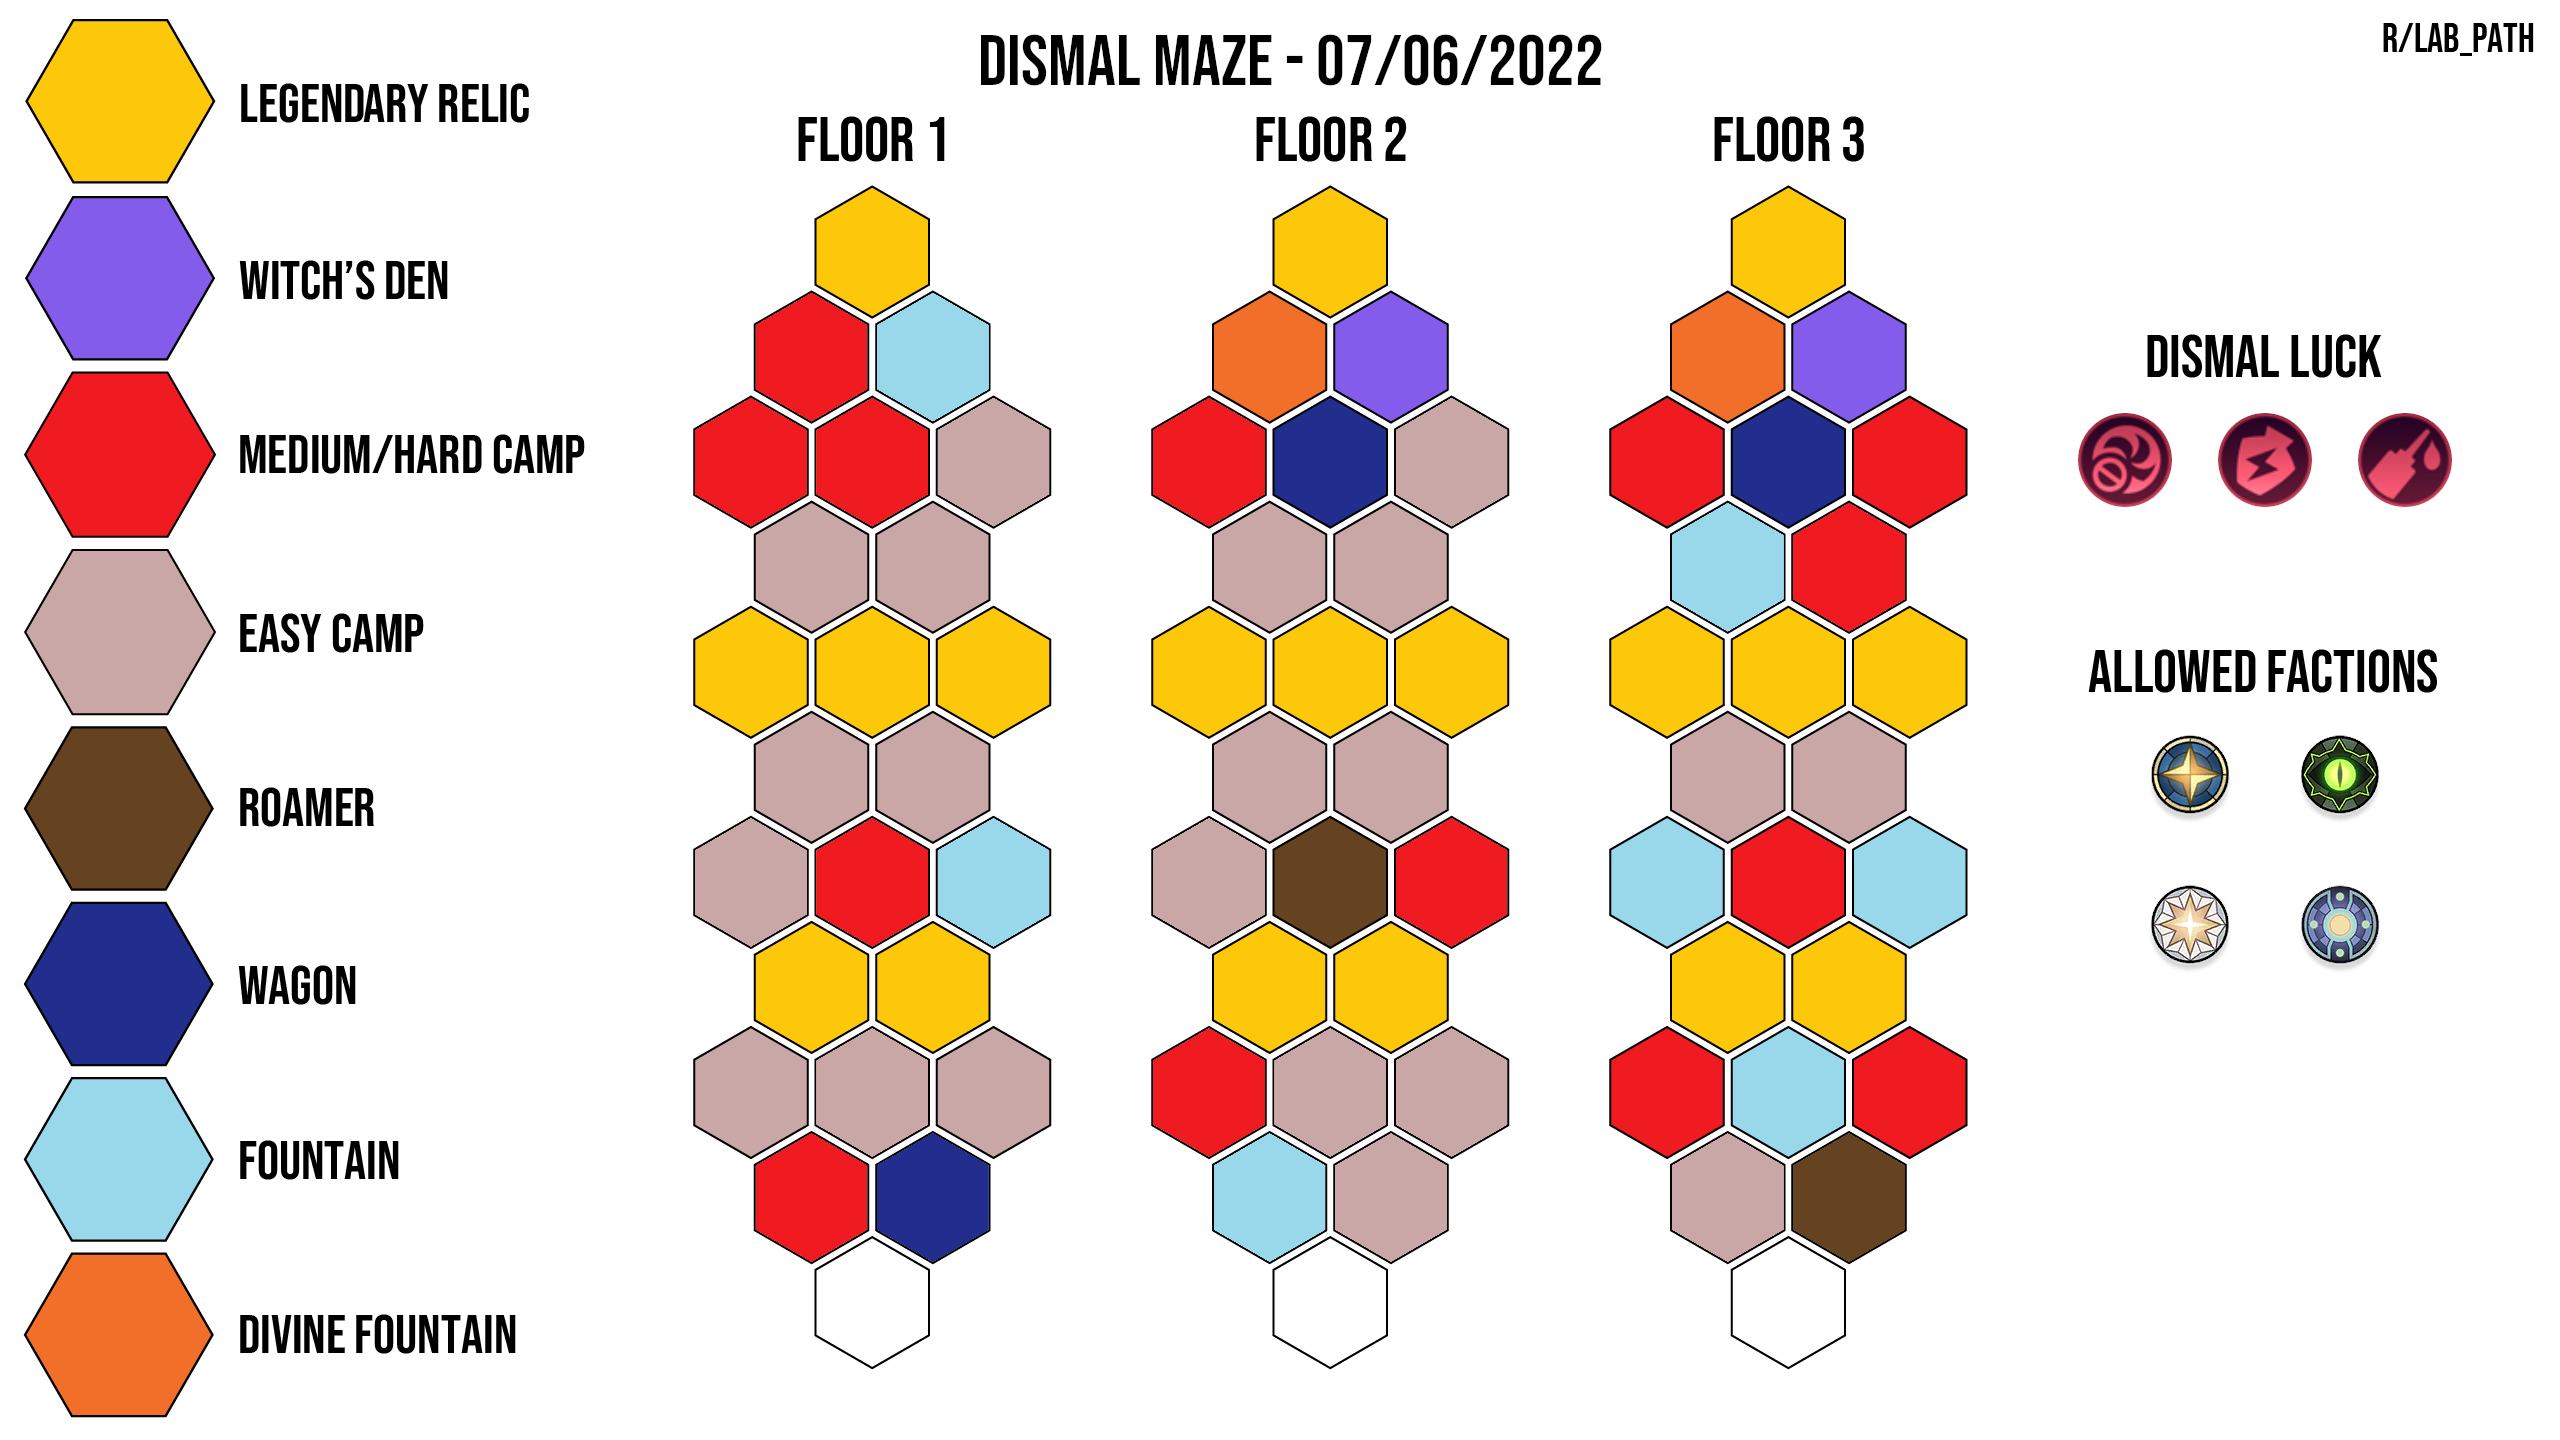 DISMAL MAZE - 07/06/2022
R/LAB_PATH
LEGENDARY RELIC
WITCH'S DEN
MEDIUM/HARD CAMP
EASY CAMP
ROAMER
WAGON
FOUNTAIN
DIVINE FOUNTAIN
FLOOR 1
FLOOR 2
FLOOR 3
DISMAL LUCK
ALLOWED FACTIONS